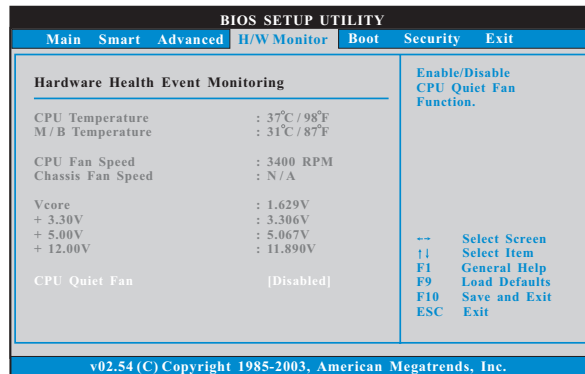 BIOS SETUP UTILITY
Main Smart Advanced H/W Monitor Boot Security Exit
Hardware Health Event Monitoring
CPU Temperature : 37°C / 98°F
M / B Temperature : 31°C / 87°F
CPU Fan Speed : 3400 RPM
Chassis Fan Speed : N / A
Vcore : 1.629V
+ 3.30V : 3.306V
+ 5.00V : 5.067V
+ 12.00V : 11.890V
CPU Quiet Fan [Disabled]
Enable/Disable
CPU Quiet Fan
Function.
←→ Select Screen
↑↓ Select Item
F1 General Help
F9 Load Defaults
F10 Save and Exit
ESC Exit
v02.54 (C) Copyright 1985-2003, American Megatrends, Inc.